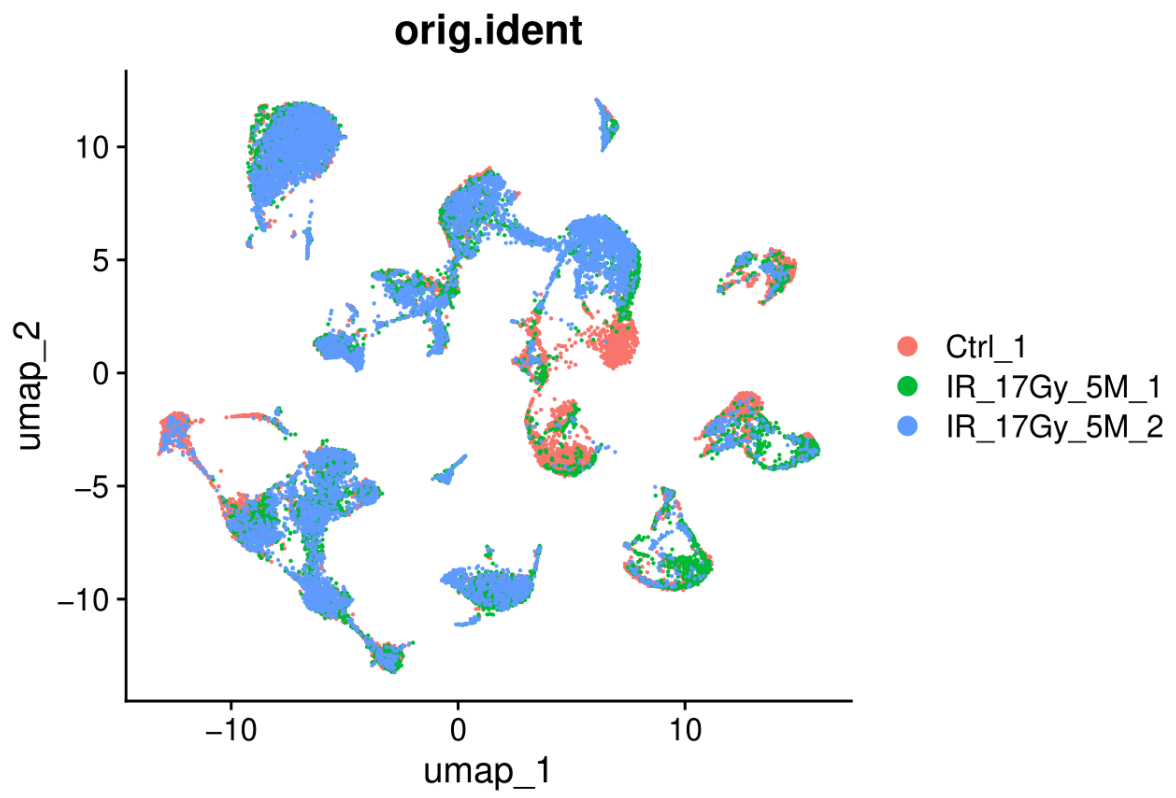 orig.ident
10
5
0
−5
−10
umap_2
−10
0
10
umap_1
Ctrl_1
IR_17Gy_5M_1
IR_17Gy_5M_2